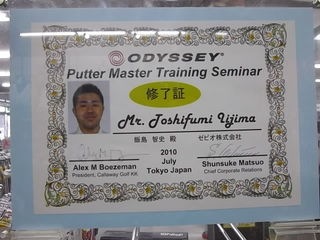 ODYSSEY
Putter Master Training Seminar
修了証
Mr. Toshifumi Iijima
飯島 智史 殿 ゼビオ株式会社
Alex M Boezeman 2010 Shunsuke Matsuo
President, Callaway Golf KK. July Chief Corporate Relations
Tokyo Japan